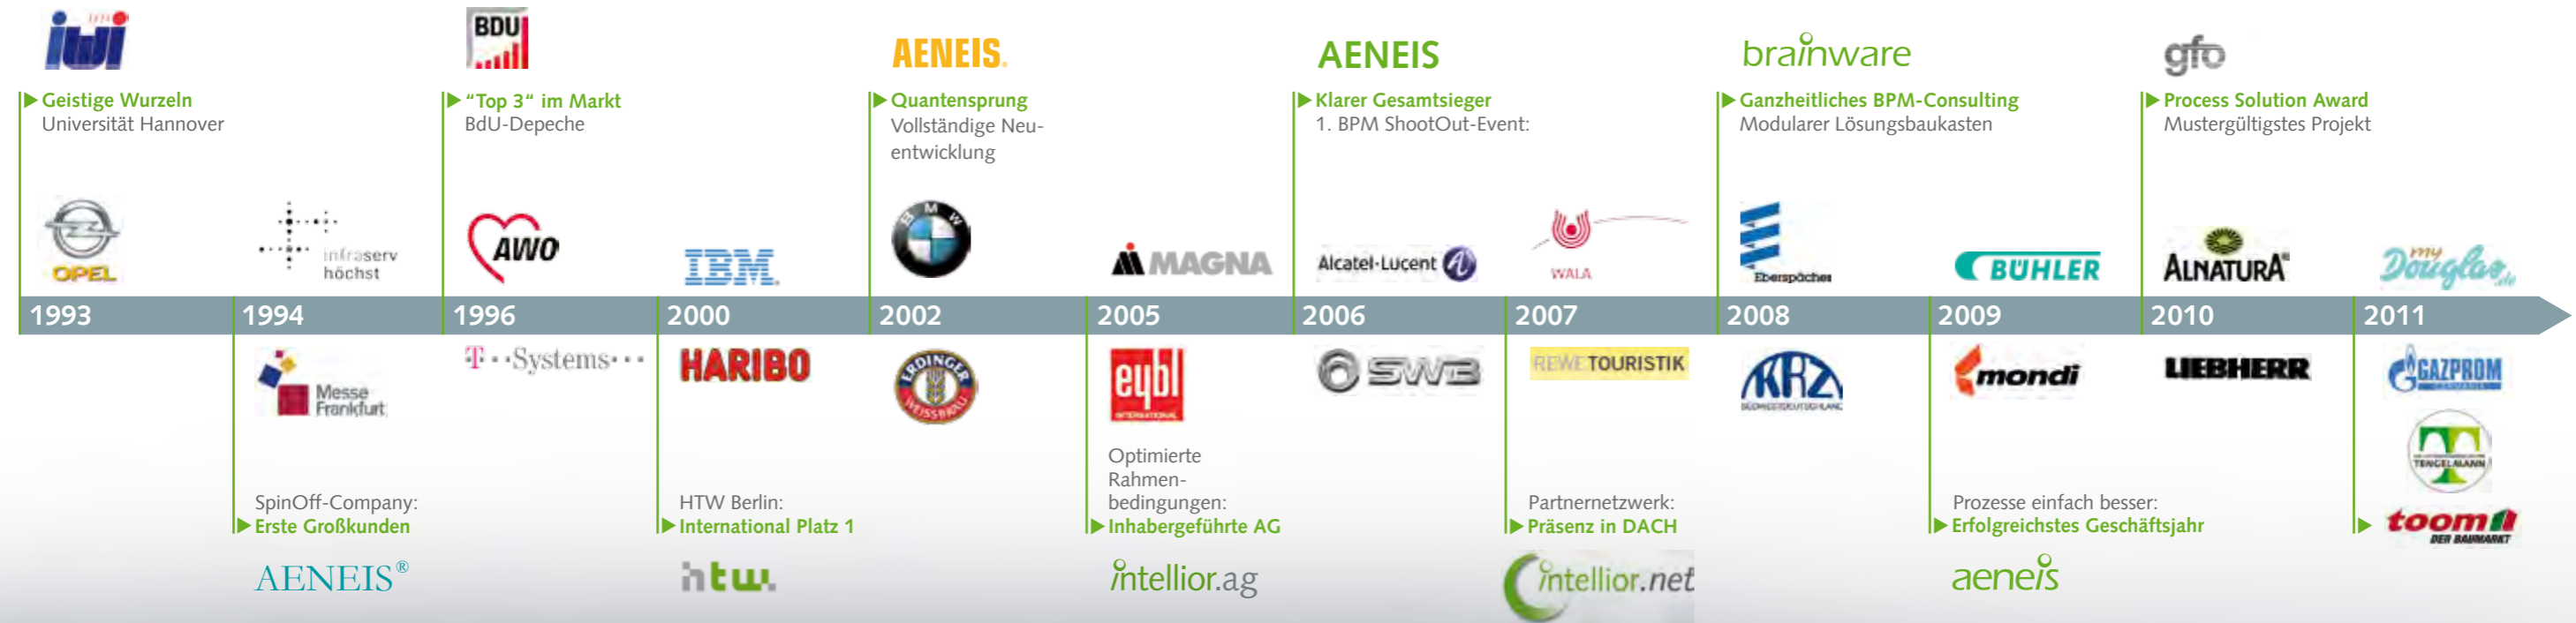 iwi
BDU
AENEIS.
AENEIS
brainware
gfo
Geistige Wurzeln
Universität Hannover
"Top 3“ im Markt
BdU-Depeche
Quantensprung
Vollständige Neu-
entwicklung
Klarer Gesamtsieger
1. BPM ShootOut-Event:
Ganzheitliches BPM-Consulting
Modularer Lösungsbaukasten
Process Solution Award
Mustergültigstes Projekt
OPEL
infraserv
höchst
AWO
IBM
BMW
MAGNA
Alcatel·Lucent
WALA
Eberspächer
BÜHLER
ALNATURA
my
Douglas.de
1993
1994
1996
2000
2002
2005
2006
2007
2008
2009
2010
2011
Messe
Frankfurt
T··Systems···
HARIBO
ERDINGER
WEISSBRÄU
eybl
INTERNATIONAL
SWB
REWE TOURISTIK
KRZ
SÜDWESTDEUTSCHLAND
mondi
LIEBHERR
GAZPROM
GERMANIA
TENGELMANN
toom
DER BAUMARKT
SpinOff-Company:
Erste Großkunden
AENEIS®
HTW Berlin:
International Platz 1
htw.
Optimierte
Rahmen-
bedingungen:
Inhabergeführte AG
intellior.ag
Partnernetzwerk:
Präsenz in DACH
intellior.net
Prozesse einfach besser:
Erfolgreichstes Geschäftsjahr
aeneis